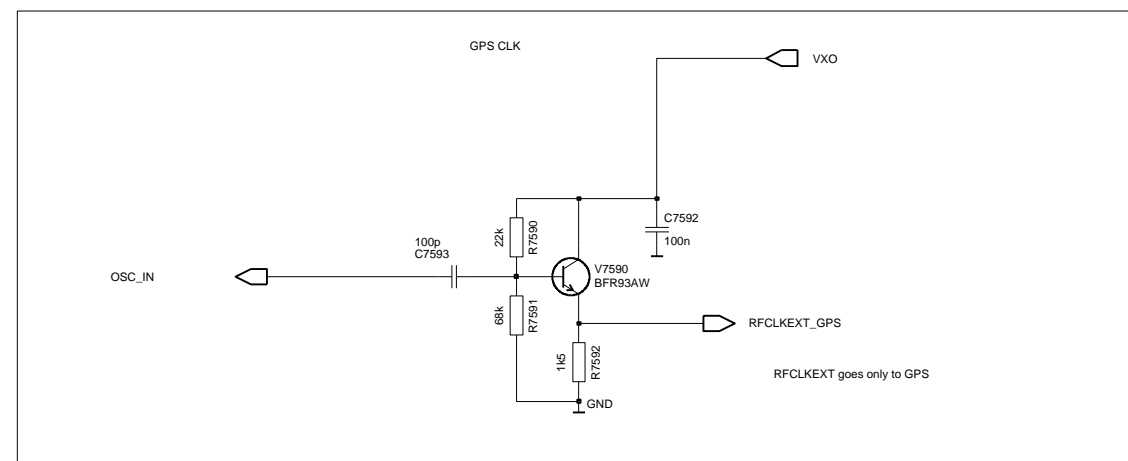 GPS CLK
VXO
C7592
100n
22k
R7590
100p
C7593
OSC_IN
V7590
BFR93AW
68k
R7591
RFCLKEXT_GPS
1k5
R7592
RFCLKEXT goes only to GPS
GND